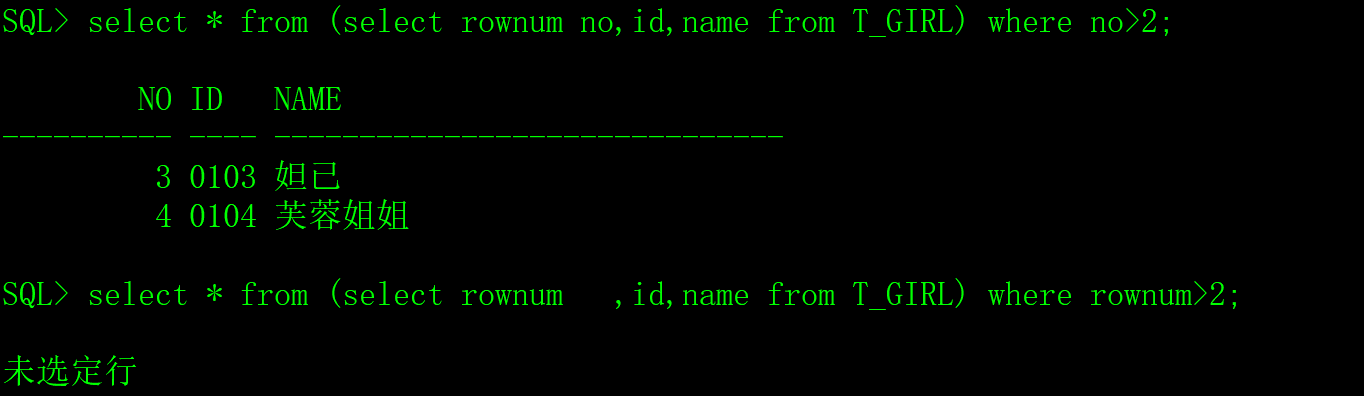 SQL> select * from (select rownum no,id,name from T_GIRL) where no>2;
NO ID NAME
---------- ---- ------------------------------
3 0103 妲己
4 0104 芙蓉姐姐
SQL> select * from (select rownum   ,id,name from T_GIRL) where rownum>2;
未选定行